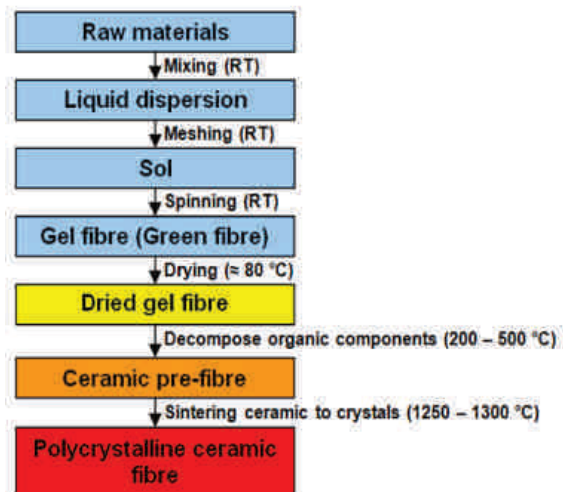 Raw materials
Mixing (RT)
Liquid dispersion
Meshing (RT)
Sol
Spinning (RT)
Gel fibre (Green fibre)
Drying (≈ 80 °C)
Dried gel fibre
Decompose organic components (200 – 500 °C)
Ceramic pre-fibre
Sintering ceramic to crystals (1250 – 1300 °C)
Polycrystalline ceramic
fibre